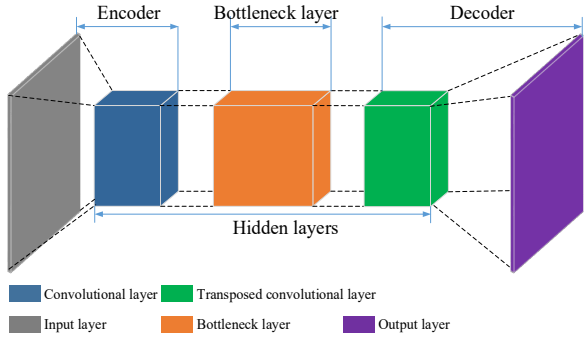 Encoder
Bottleneck layer
Decoder
Hidden layers
Convolutional layer
Transposed convolutional layer
Input layer
Bottleneck layer
Output layer